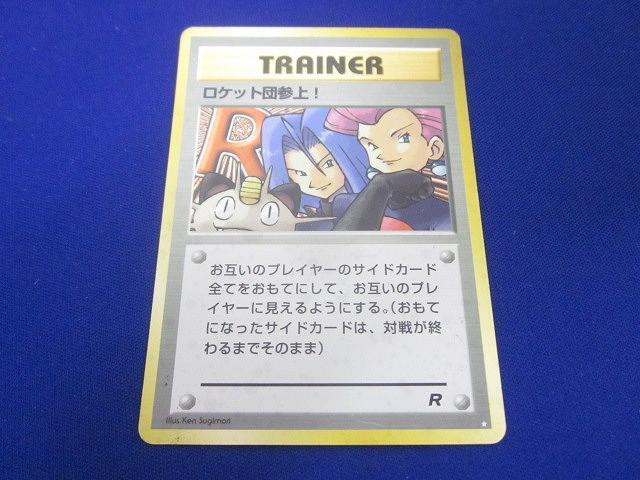 TRAINER
ロケット団参上！
R
お互いのプレイヤーのサイドカード
全てをおもてにして、お互いのプレ
イヤーに見えるようにする。（おもて
になったサイドカードは、対戦が終
わるまでそのまま）
R
Illus. Ken Sugimori
★